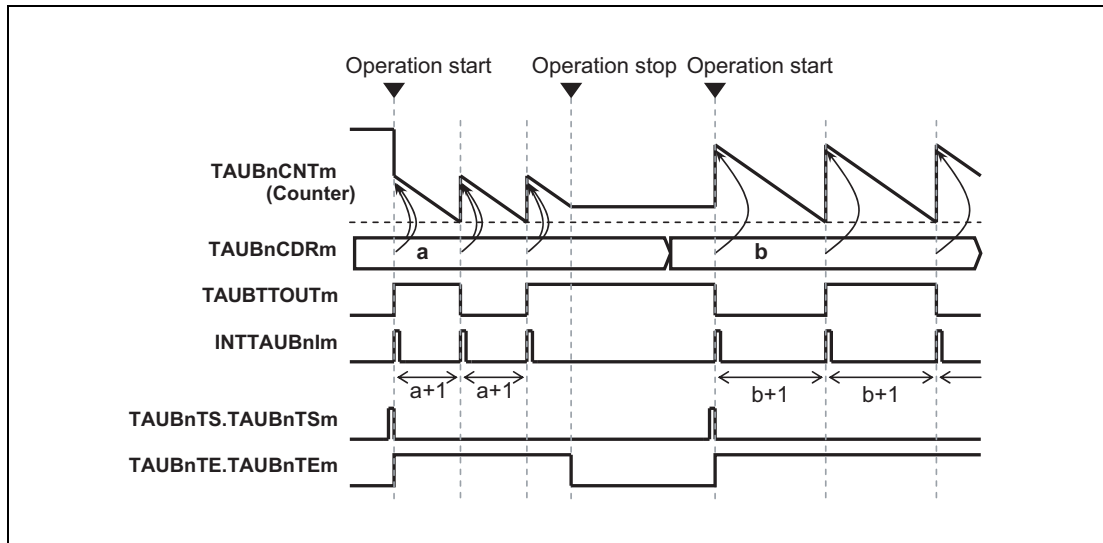 Operation start Operation stop Operation start
TAUBnCNTm
(Counter)
TAUBnCDRm a b
TAUBTTOUTm
INTTAUBnIm
a+1 a+1 b+1 b+1
TAUBnTS.TAUBnTSm
TAUBnTE.TAUBnTEm